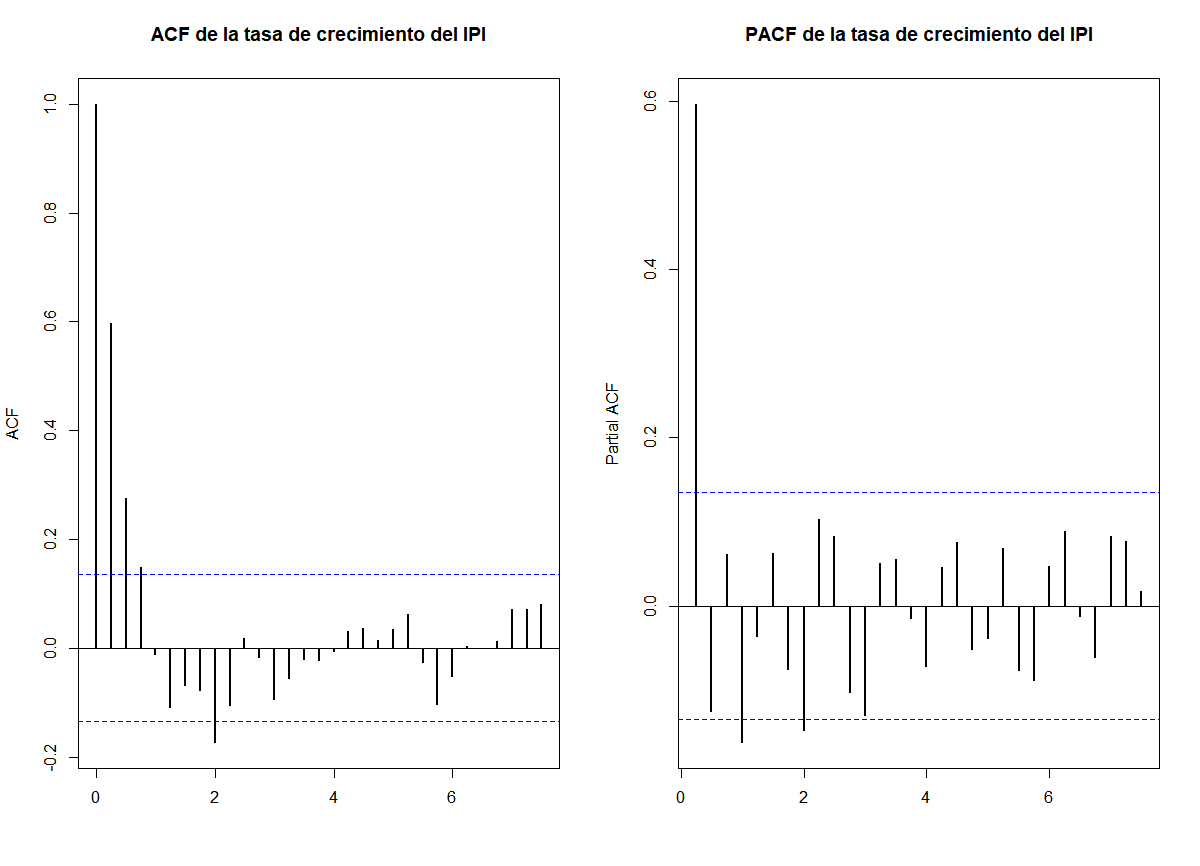 ACF de la tasa de crecimiento del IPI
ACF
1.0
0.8
0.6
0.4
0.2
0.0
-0.2
0 2 4 6
PACF de la tasa de crecimiento del IPI
Partial ACF
0.6
0.4
0.2
0.0
0 2 4 6